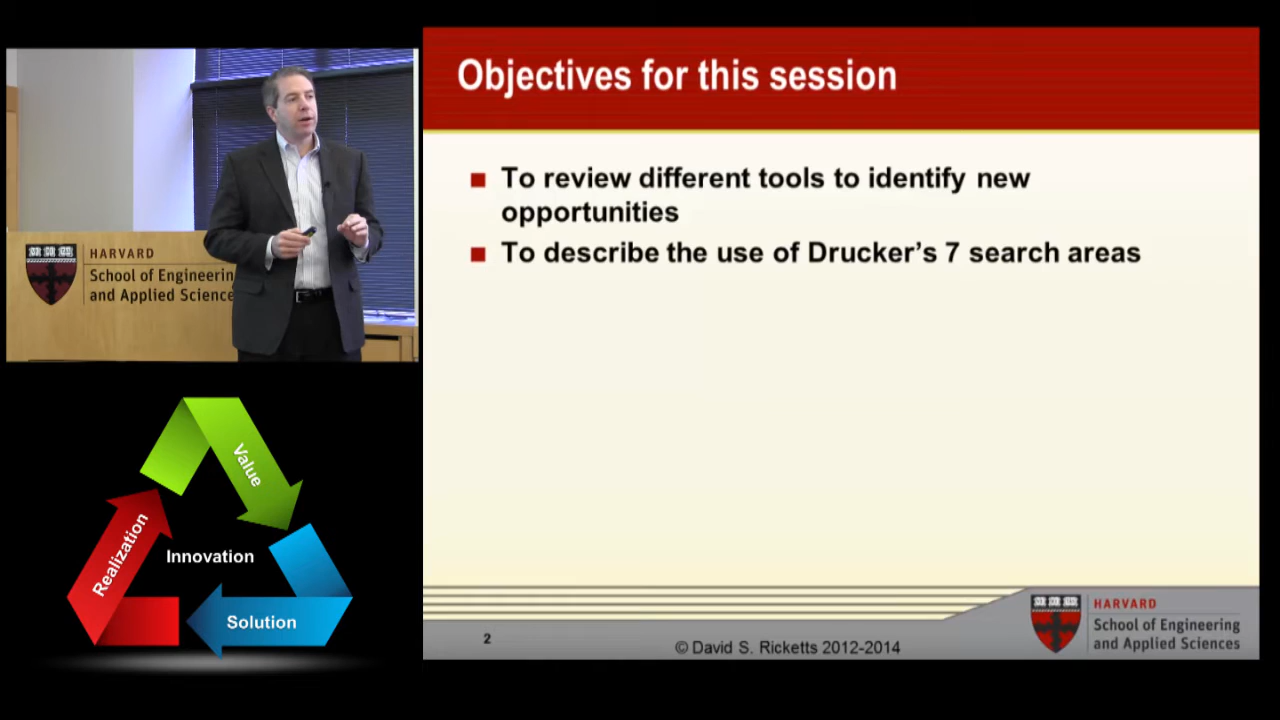 Objectives for this session
■ To review different tools to identify new
opportunities
■ To describe the use of Drucker's 7 search areas
HARVARD
School of Engineerin
and Applied Science
Value
Realization
Innovation
Solution
2
© David S. Ricketts 2012-2014
HARVARD
School of Engineering
and Applied Sciences